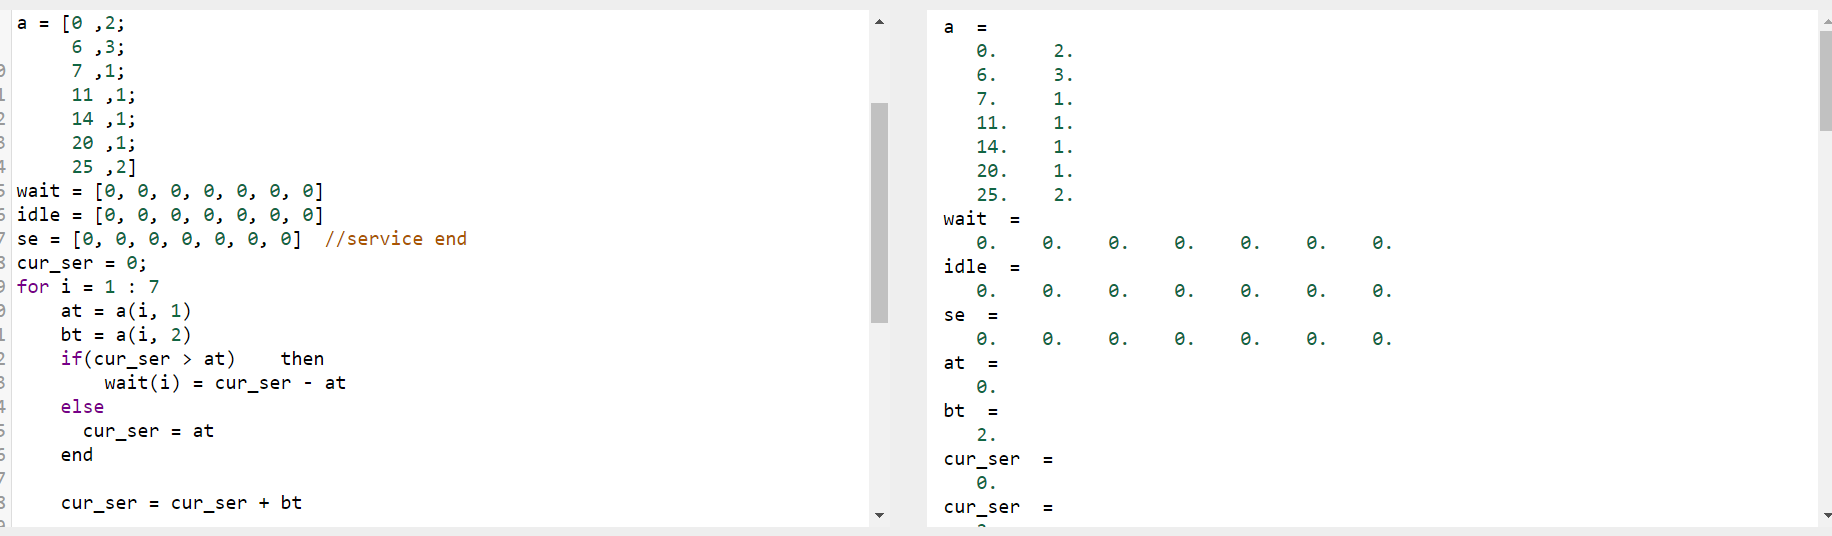 a = [0 ,2;
6 ,3;
7 ,1;
11 ,1;
14 ,1;
20 ,1;
25 ,2]
wait = [0, 0, 0, 0, 0, 0, 0]
idle = [0, 0, 0, 0, 0, 0, 0]
se = [0, 0, 0, 0, 0, 0, 0]  //service end
cur_ser = 0;
for i = 1 : 7
at = a(i, 1)
bt = a(i, 2)
if(cur_ser > at)    then
wait(i) = cur_ser - at
else
cur_ser = at
end
cur_ser = cur_ser + bt
a  =
0.     2.
6.     3.
7.     1.
11.    1.
14.    1.
20.    1.
25.    2.
wait  =
0.    0.    0.    0.    0.    0.    0.
idle  =
0.    0.    0.    0.    0.    0.    0.
se  =
0.    0.    0.    0.    0.    0.    0.
at  =
0.
bt  =
2.
cur_ser  =
0.
cur_ser  =